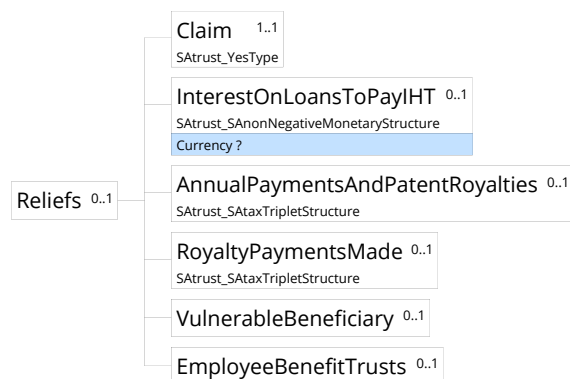 Claim 1..1
SAtrust_YesType
InterestOnLoansToPayIHT 0..1
SAtrust_SAnonNegativeMonetaryStructure
Currency ?
AnnualPaymentsAndPatentRoyalties 0..1
SAtrust_SAtaxTripletStructure
Reliefs 0..1
RoyaltyPaymentsMade 0..1
SAtrust_SAtaxTripletStructure
VulnerableBeneficiary 0..1
EmployeeBenefitTrusts 0..1